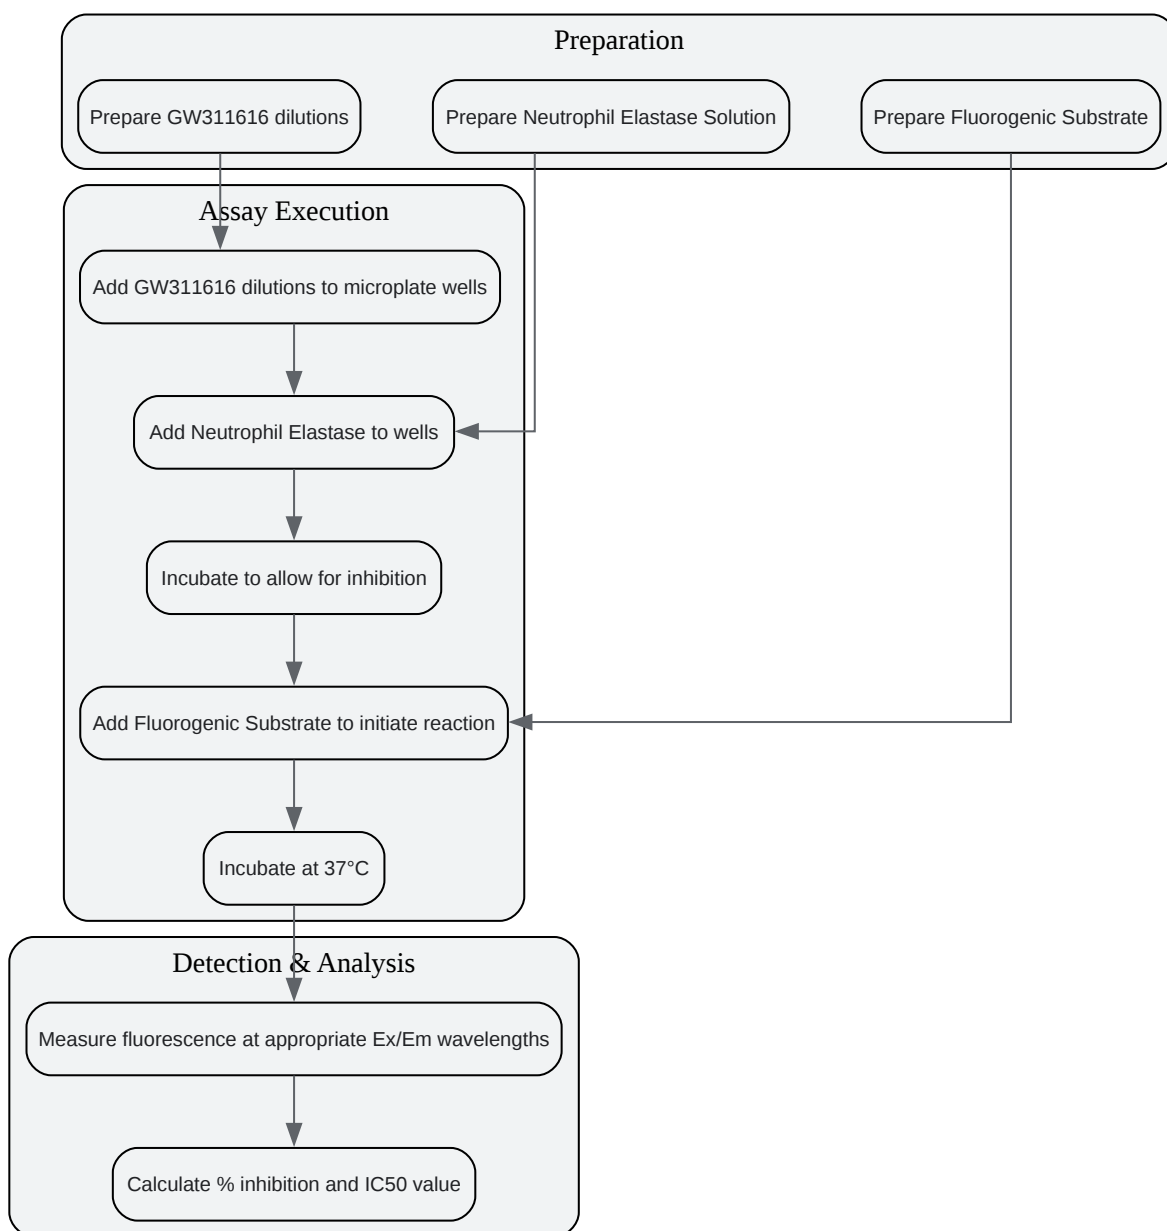 Preparation
Prepare GW311616 dilutions
Prepare Neutrophil Elastase Solution
Prepare Fluorogenic Substrate
Assay Execution
Add GW311616 dilutions to microplate wells
Add Neutrophil Elastase to wells
Incubate to allow for inhibition
Add Fluorogenic Substrate to initiate reaction
Incubate at 37°C
Detection & Analysis
Measure fluorescence at appropriate Ex/Em wavelengths
Calculate % inhibition and IC50 value